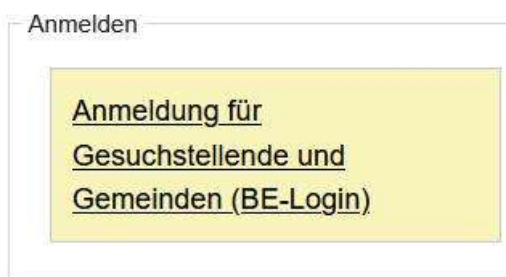 Anmelden
Anmeldung für
Gesuchstellende und
Gemeinden (BE-Login)